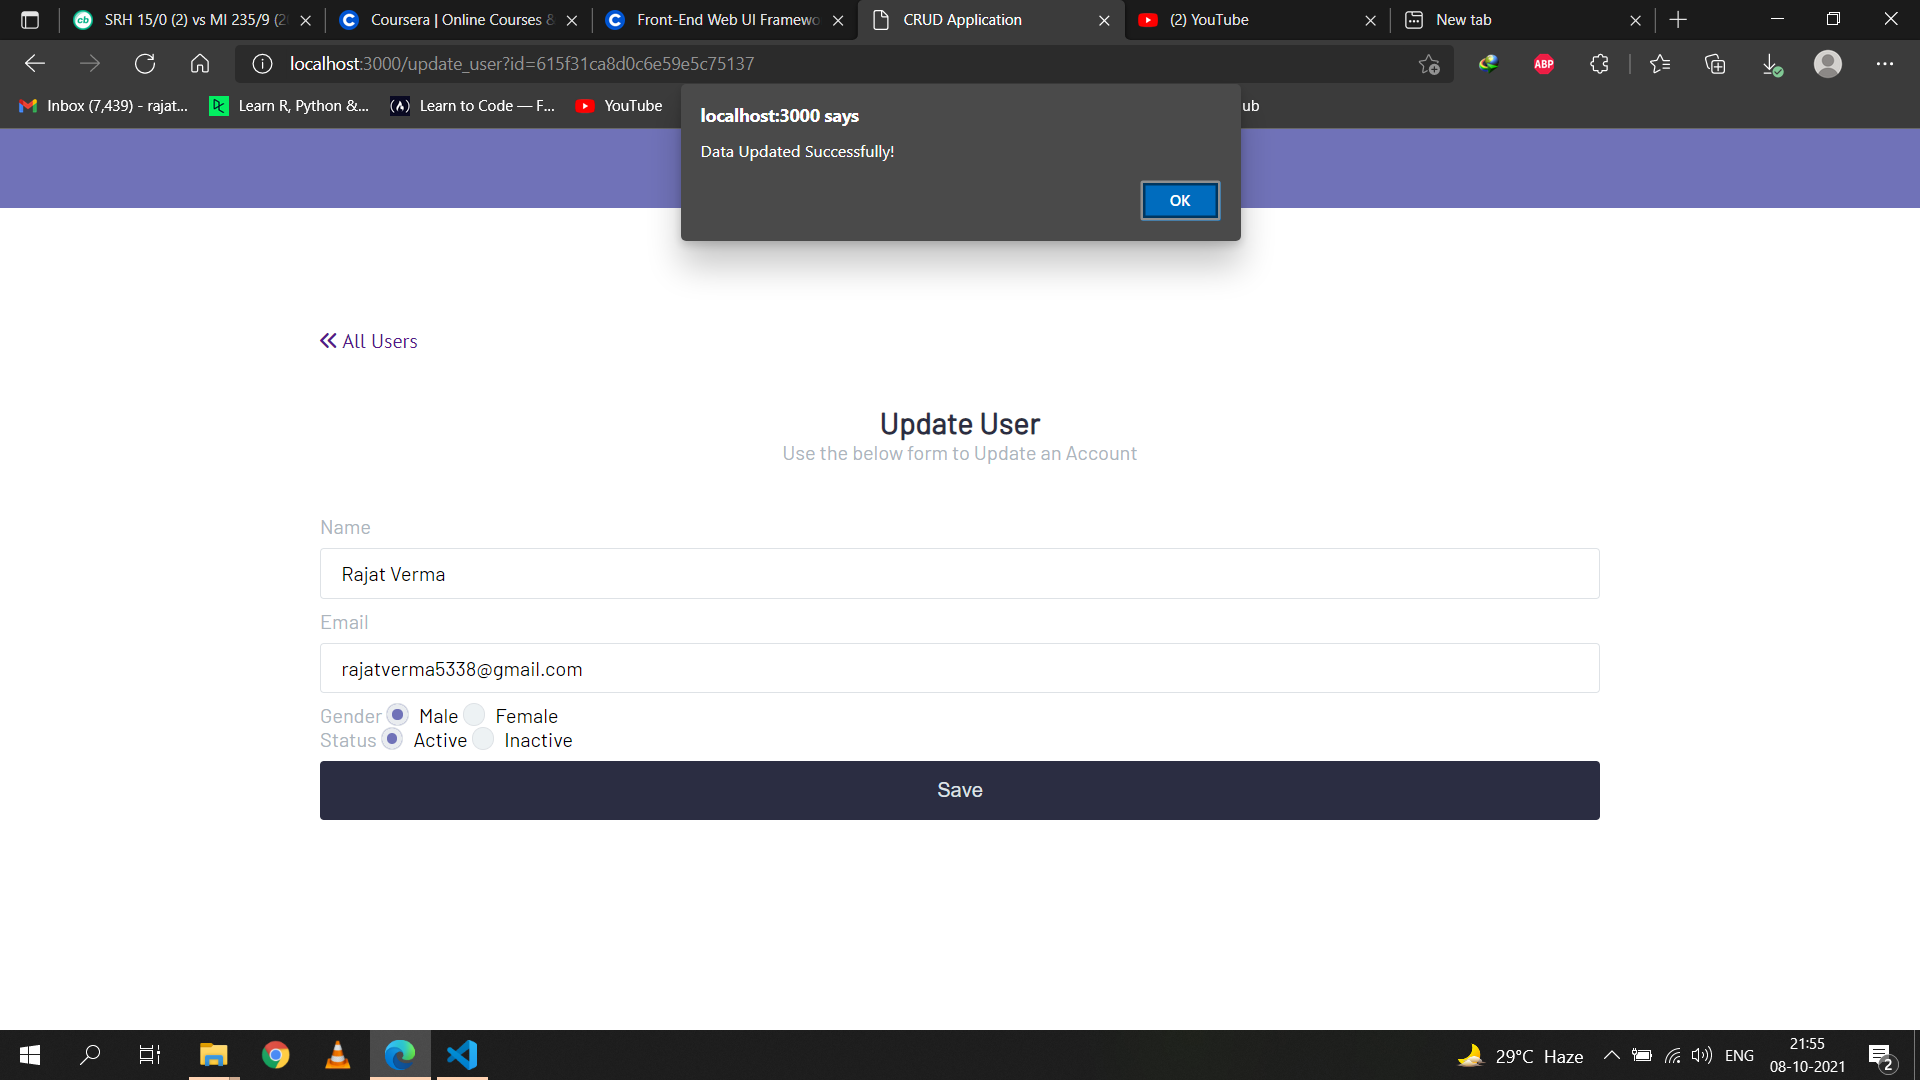 SRH 15/0 (2) vs MI 235/9 (2
Coursera | Online Courses &
Front-End Web UI Framewo
CRUD Application
(2) YouTube
New tab
localhost:3000/update_user?id=615f31ca8d0c6e59e5c75137
ABP
Inbox (7,439) - rajat...
Learn R, Python &...
Learn to Code — F...
YouTube
ub
localhost:3000 says
Data Updated Successfully!
OK
All Users
Update User
Use the below form to Update an Account
Name
Rajat Verma
Email
rajatverma5338@gmail.com
Gender Male Female
Status Active Inactive
Save
29°C Haze
ENG
21:55
08-10-2021
2